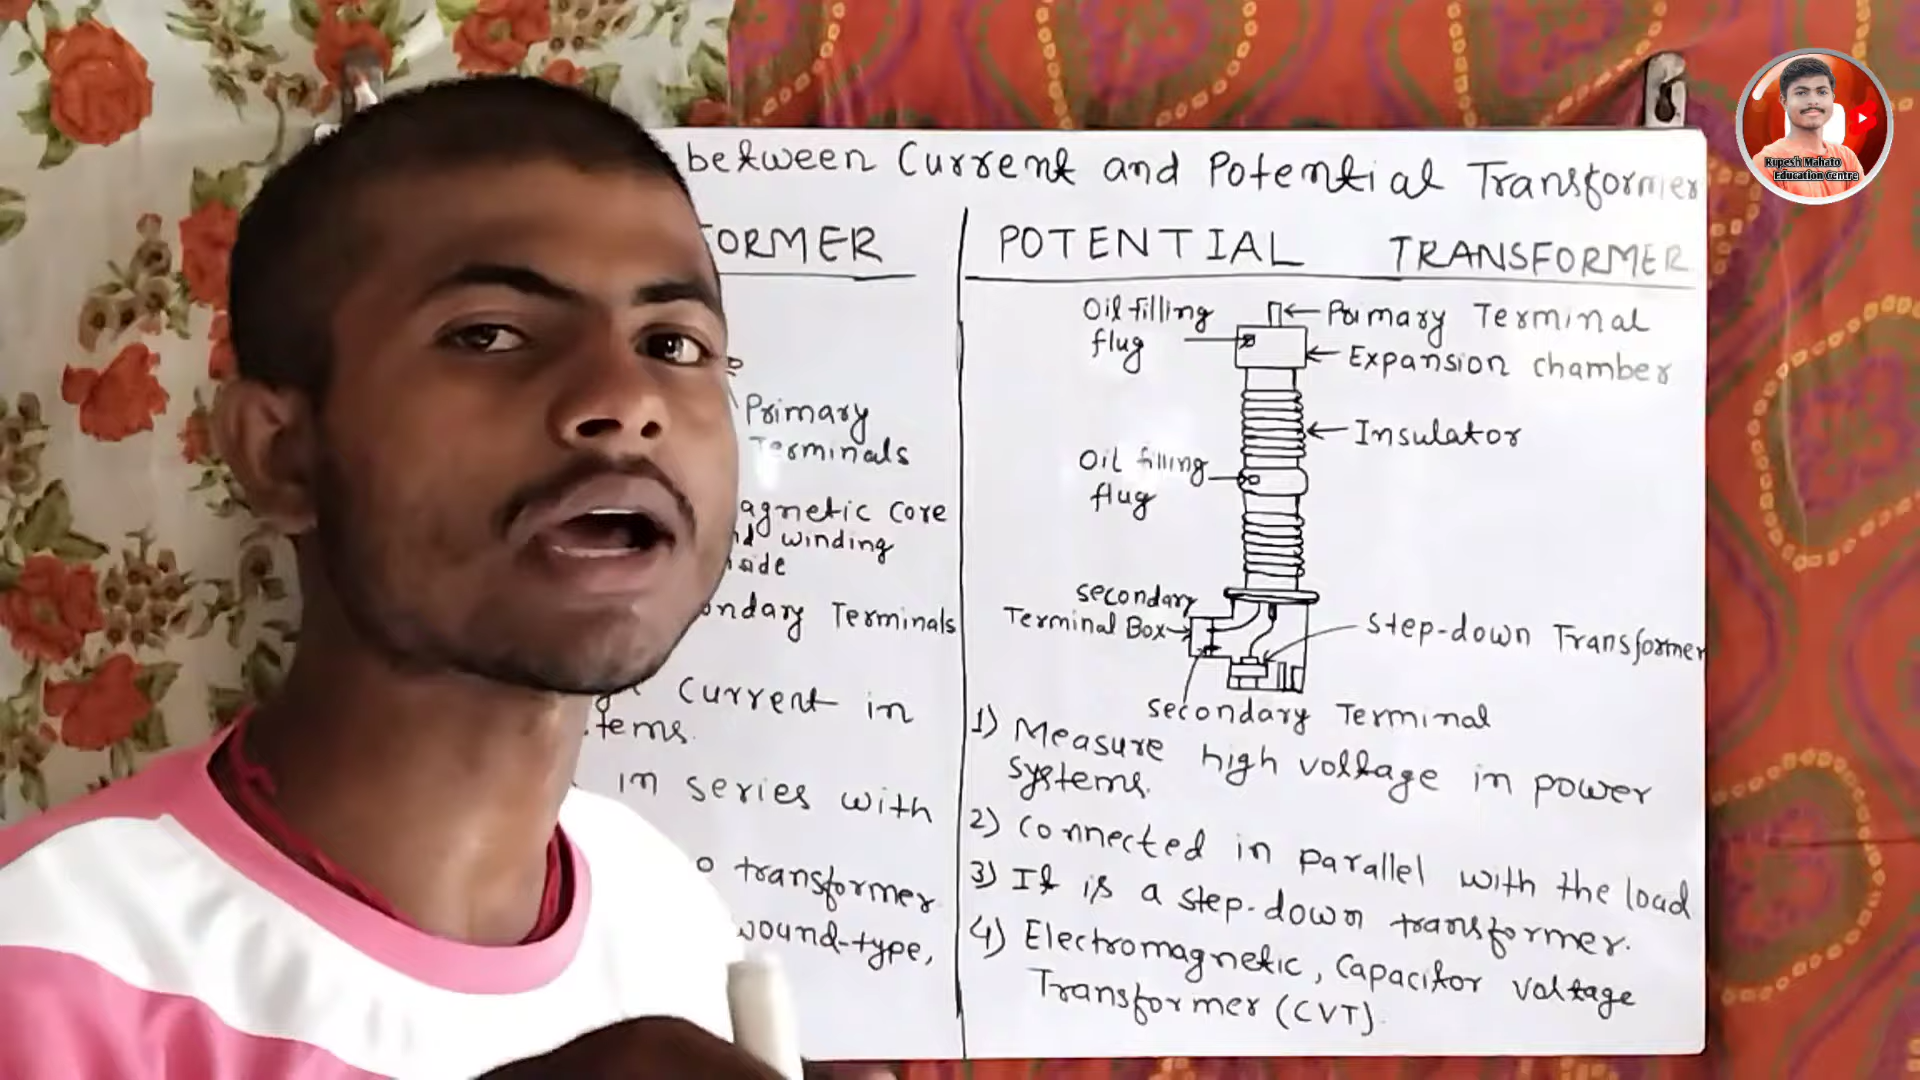 between Current and Potential Transformer
FORMER
POTENTIAL TRANSFORMER
Primary
Terminals
agnetic core
nd winding
side
ondary Terminals
Current in
tems.
in series with
o transformer
wound-type,
Oil filling
flug
Primary Terminal
Expansion chamber
Insulator
Oil filling
flug
Secondary
Terminal Box
Step-down Transformer
Secondary Terminal
1) Measure high voltage in power
systems.
2) Connected in parallel with the load
3) It is a step-down transformer.
4) Electromagnetic, Capacitor Voltage
Transformer (CVT).
Rupesh Mahato
Education Centre